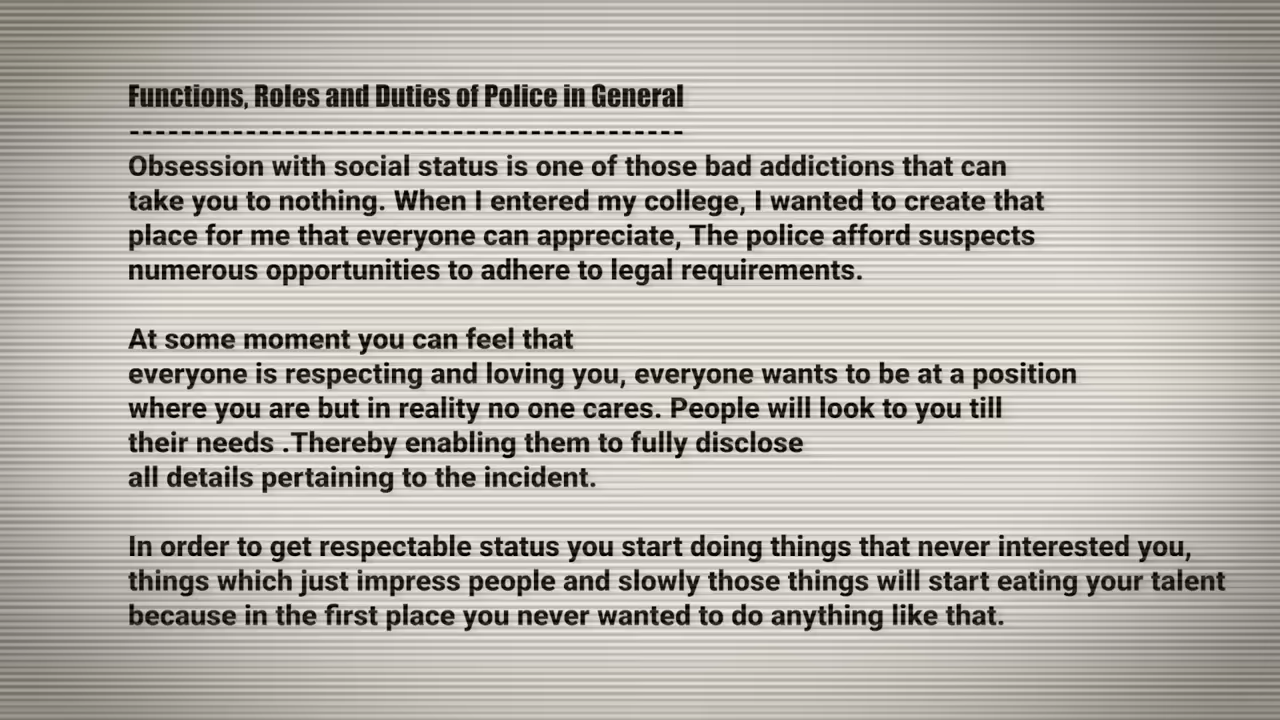 Functions, Roles and Duties of Police in General
--------------------------------------------
Obsession with social status is one of those bad addictions that can
take you to nothing. When I entered my college, I wanted to create that
place for me that everyone can appreciate, The police afford suspects
numerous opportunities to adhere to legal requirements.
At some moment you can feel that
everyone is respecting and loving you, everyone wants to be at a position
where you are but in reality no one cares. People will look to you till
their needs .Thereby enabling them to fully disclose
all details pertaining to the incident.
In order to get respectable status you start doing things that never interested you,
things which just impress people and slowly those things will start eating your talent
because in the first place you never wanted to do anything like that.